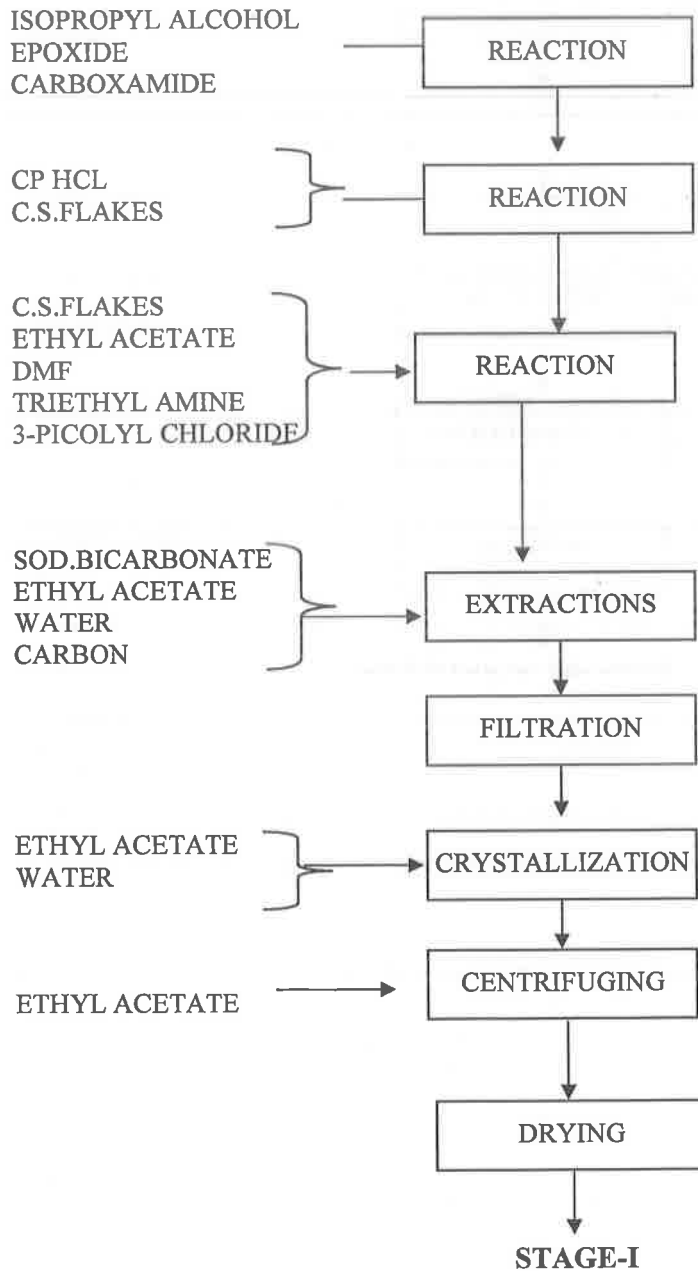 ISOPROPYL ALCOHOL
EPOXIDE
CARBOXAMIDE
REACTION
CP HCL
C.S.FLAKES
REACTION
C.S.FLAKES
ETHYL ACETATE
DMF
TRIETHYL AMINE
3-PICOLYL CHLORIDE
REACTION
SOD.BICARBONATE
ETHYL ACETATE
WATER
CARBON
EXTRACTIONS
FILTRATION
ETHYL ACETATE
WATER
CRYSTALLIZATION
ETHYL ACETATE
CENTRIFUGING
DRYING
STAGE-I